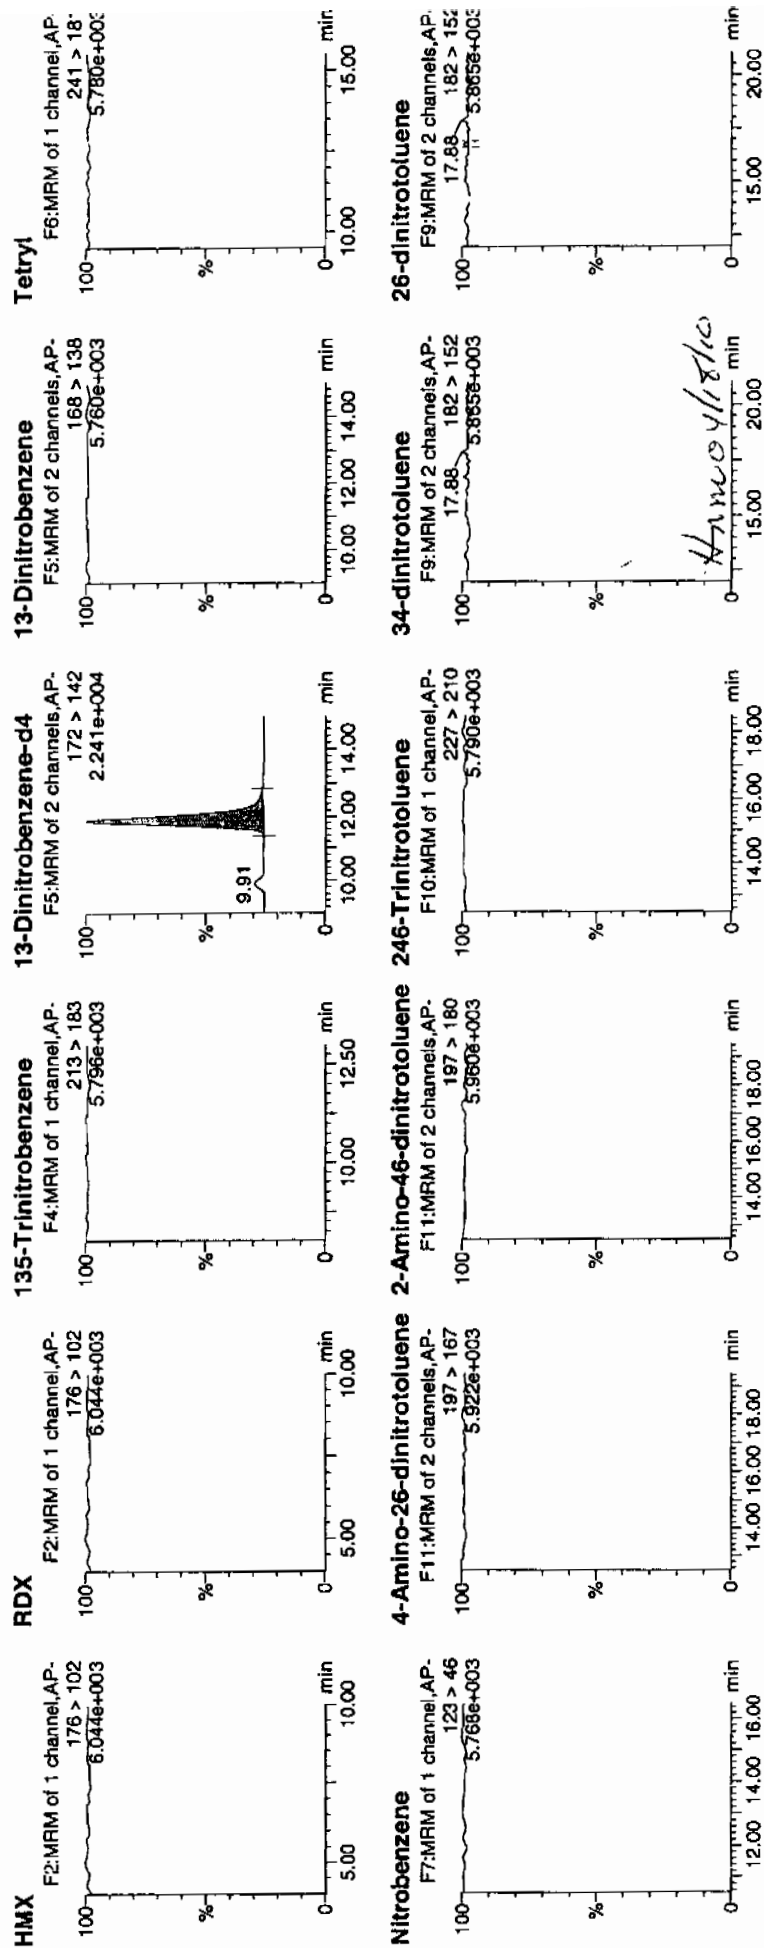 HMX
F2:MRM of 1 channel,AP-
176 > 102
6.044e+003
100
%
0
5.00 10.00 min
RDX
F2:MRM of 1 channel,AP-
176 > 102
6.044e+003
100
%
0
5.00 10.00 min
135-Trinitrobenzene
F4:MRM of 1 channel,AP-
213 > 183
5.796e+003
100
%
0
10.00 12.50 min
13-Dinitrobenzene-d4
F5:MRM of 2 channels,AP-
172 > 142
2.241e+004
100
9.91
%
0
10.00 12.00 14.00 min
13-Dinitrobenzene
F5:MRM of 2 channels,AP-
168 > 138
5.760e+003
100
%
0
10.00 12.00 14.00 min
Tetryl
F6:MRM of 1 channel,AP-
241 > 18
5.780e+003
100
%
0
10.00 15.00 min
Nitrobenzene
F7:MRM of 1 channel,AP-
123 > 46
5.768e+003
100
%
0
12.00 14.00 16.00 min
4-Amino-26-dinitrotoluene
F11:MRM of 2 channels,AP-
197 > 167
5.922e+003
100
%
0
14.00 16.00 18.00 min
2-Amino-46-dinitrotoluene
F11:MRM of 2 channels,AP-
197 > 180
5.960e+003
100
%
0
14.00 16.00 18.00 min
246-Trinitrotoluene
F10:MRM of 1 channel,AP-
227 > 210
5.790e+003
100
%
0
14.00 16.00 18.00 min
34-dinitrotoluene
F9:MRM of 2 channels,AP-
17.88 182 > 152
5.865e+003
100
%
0
15.00 20.00 min
26-dinitrotoluene
F9:MRM of 2 channels,AP-
17.88 182 > 152
5.865e+003
100
%
0
15.00 20.00 min